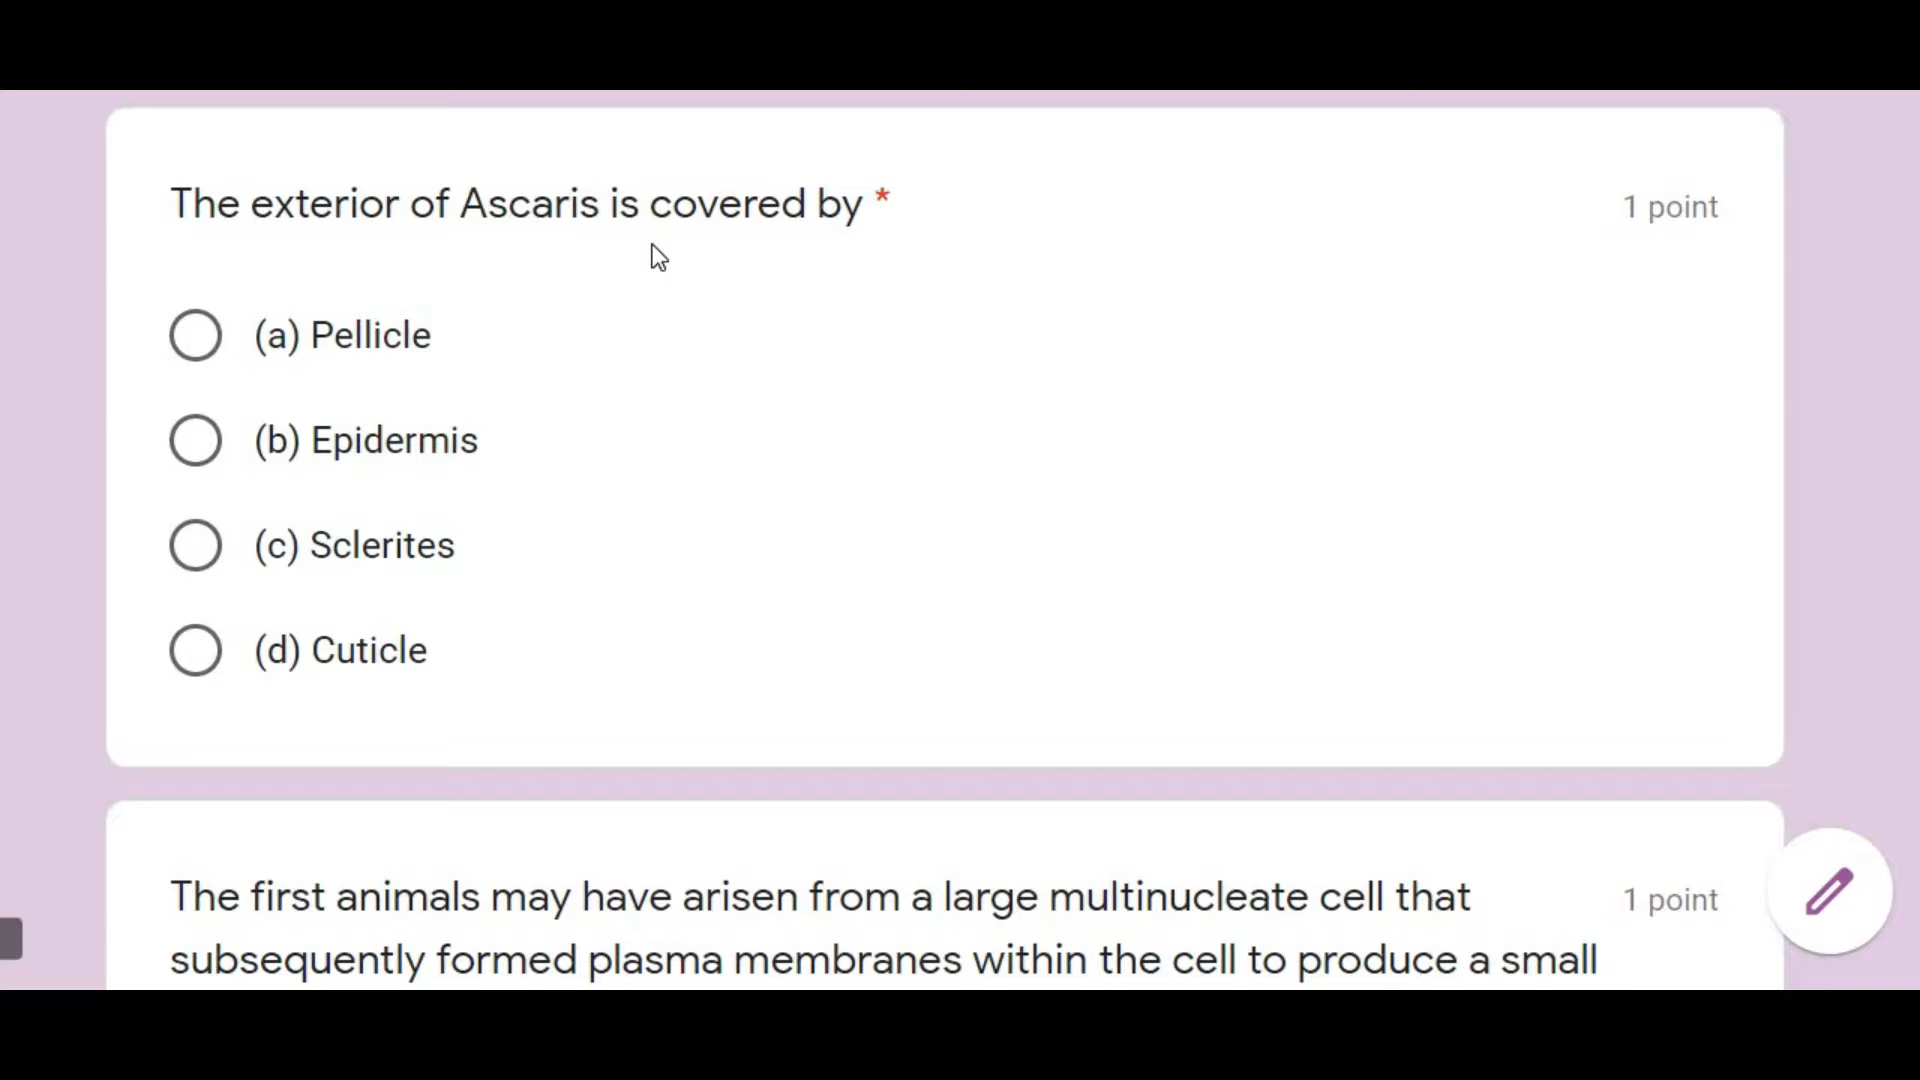 The exterior of Ascaris is covered by *
1 point
(a) Pellicle
(b) Epidermis
(c) Sclerites
(d) Cuticle
The first animals may have arisen from a large multinucleate cell that
1 point
subsequently formed plasma membranes within the cell to produce a small